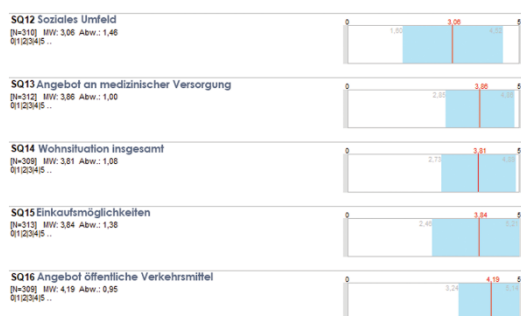 SQ12 Soziales Umfeld
[N=310] MW: 3,06 Abw.: 1,46
0|1|2|3|4|5 ..
0 3,06 5
1,60 4,52
SQ13 Angebot an medizinischer Versorgung
[N=312] MW: 3,86 Abw.: 1,00
0|1|2|3|4|5 ..
0 3,86 5
2,85
SQ14 Wohnsituation insgesamt
[N=309] MW: 3,81 Abw.: 1,08
0|1|2|3|4|5 ..
0 3,81 5
2,73
SQ15 Einkaufsmöglichkeiten
[N=313] MW: 3,84 Abw.: 1,38
0|1|2|3|4|5 ..
0 3,84 5
SQ16 Angebot öffentliche Verkehrsmittel
[N=309] MW: 4,19 Abw.: 0,95
0|1|2|3|4|5 ..
0 4,19 5
3,24